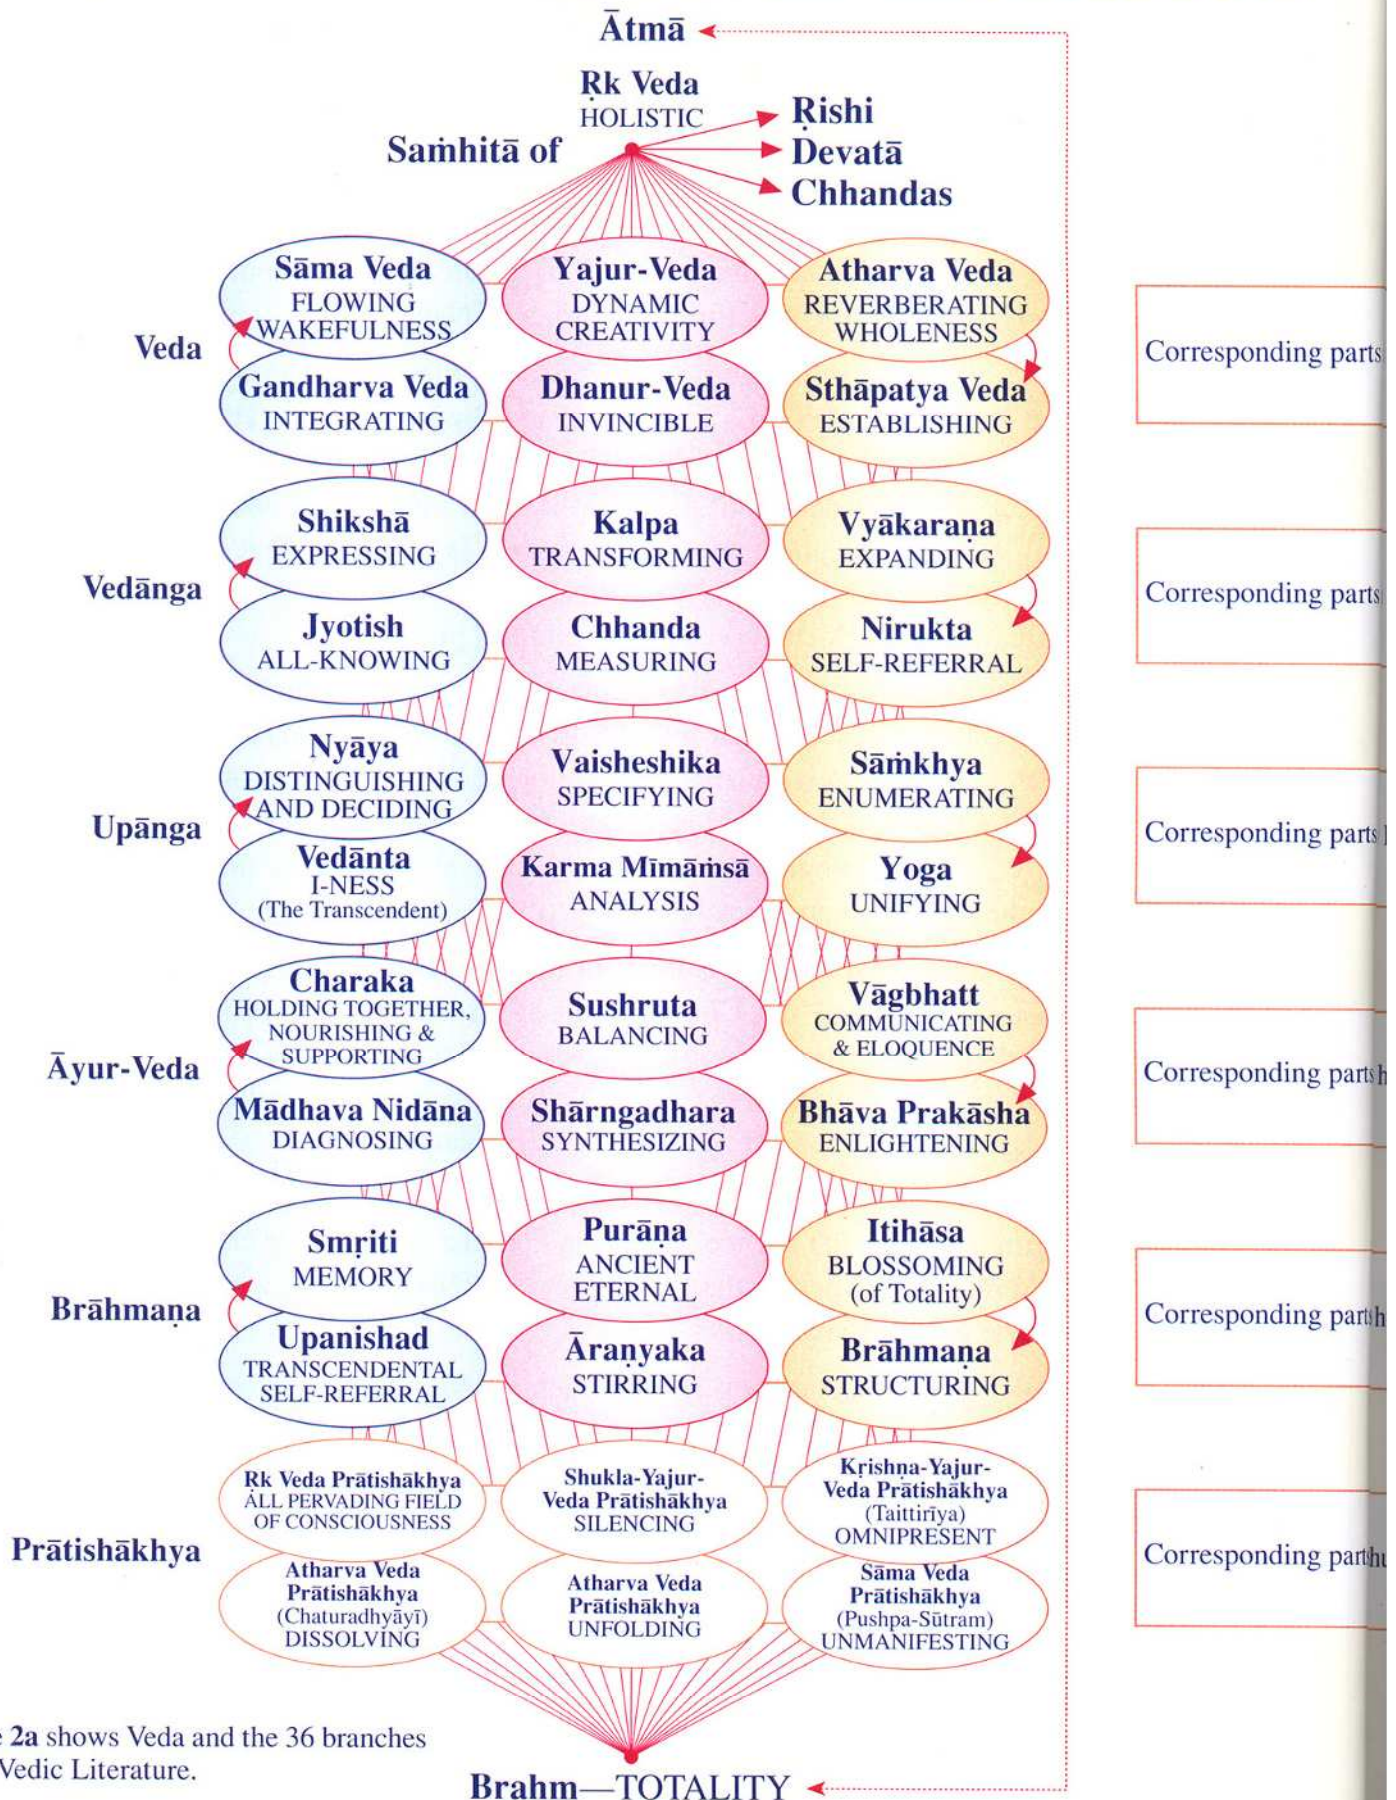 Ātmā
Ṛk Veda
HOLISTIC
Saṁhitā of
Ṛishi
Devatā
Chhandas
Veda
Sāma Veda
FLOWING
WAKEFULNESS
Yajur-Veda
DYNAMIC
CREATIVITY
Atharva Veda
REVERBERATING
WHOLENESS
Gandharva Veda
INTEGRATING
Dhanur-Veda
INVINCIBLE
Sthāpatya Veda
ESTABLISHING
Corresponding parts
Vedānga
Shikshā
EXPRESSING
Kalpa
TRANSFORMING
Vyākaraṇa
EXPANDING
Jyotish
ALL-KNOWING
Chhanda
MEASURING
Nirukta
SELF-REFERRAL
Corresponding parts
Upānga
Nyāya
DISTINGUISHING
AND DECIDING
Vaisheshika
SPECIFYING
Sāṁkhya
ENUMERATING
Vedānta
I-NESS
(The Transcendent)
Karma Mīmāṁsā
ANALYSIS
Yoga
UNIFYING
Corresponding parts
Āyur-Veda
Charaka
HOLDING TOGETHER,
NOURISHING &
SUPPORTING
Sushruta
BALANCING
Vāgbhatt
COMMUNICATING
& ELOQUENCE
Mādhava Nidāna
DIAGNOSING
Shārngadhara
SYNTHESIZING
Bhāva Prakāsha
ENLIGHTENING
Corresponding parts
Brāhmaṇa
Smṛiti
MEMORY
Purāṇa
ANCIENT
ETERNAL
Itihāsa
BLOSSOMING
(of Totality)
Upanishad
TRANSCENDENTAL
SELF-REFERRAL
Āraṇyaka
STIRRING
Brāhmaṇa
STRUCTURING
Corresponding parts
Prātishākhya
Ṛk Veda Prātishākhya
ALL PERVADING FIELD
OF CONSCIOUSNESS
Shukla-Yajur-
Veda Prātishākhya
SILENCING
Kṛishṇa-Yajur-
Veda Prātishākhya
(Taittirīya)
OMNIPRESENT
Atharva Veda
Prātishākhya
(Chaturadhyāyī)
DISSOLVING
Atharva Veda
Prātishākhya
UNFOLDING
Sāma Veda
Prātishākhya
(Pushpa-Sūtram)
UNMANIFESTING
Corresponding parts
2a shows Veda and the 36 branches
Vedic Literature.
Brahm—TOTALITY